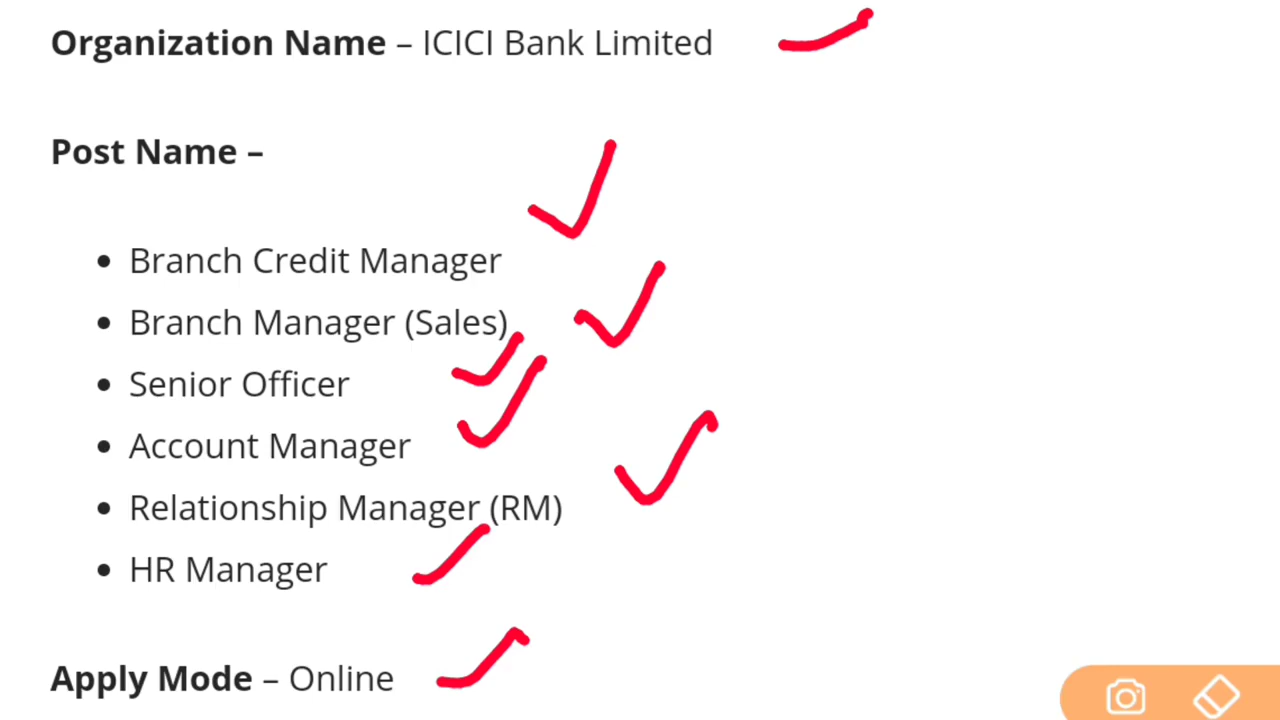 Organization Name – ICICI Bank Limited
Post Name –
• Branch Credit Manager
• Branch Manager (Sales)
• Senior Officer
• Account Manager
• Relationship Manager (RM)
• HR Manager
Apply Mode – Online